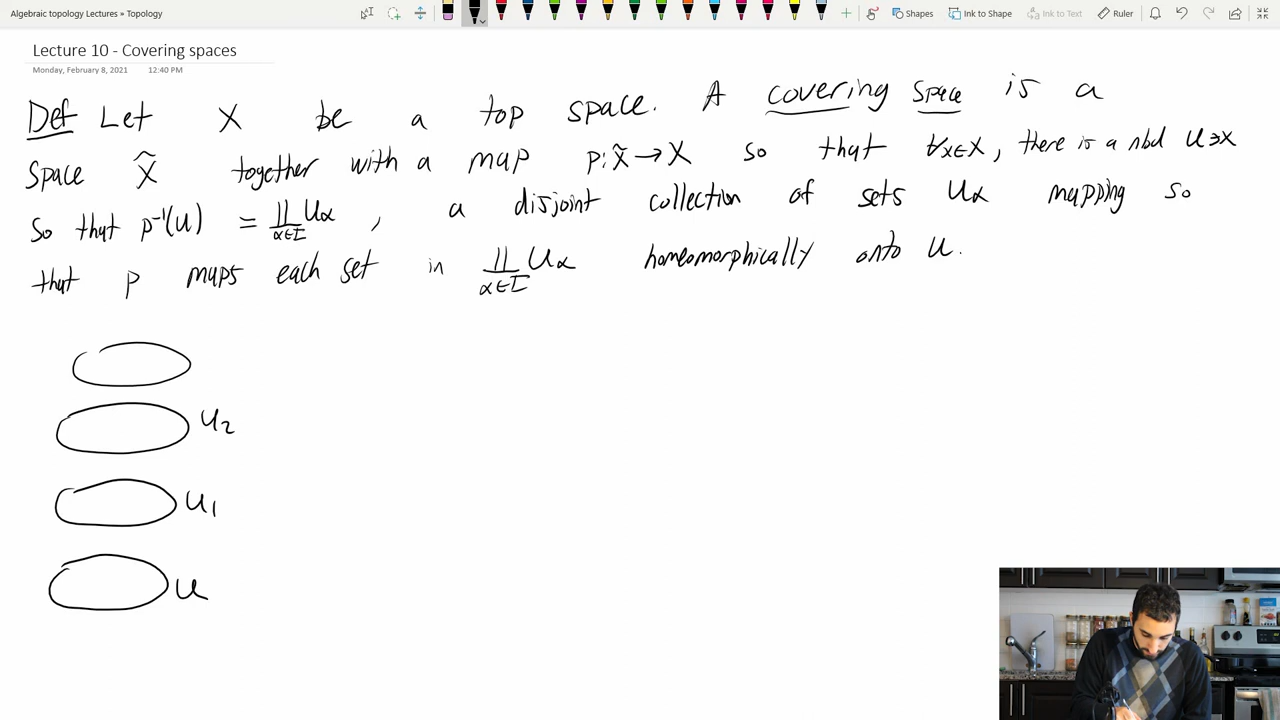 Algebraic topology Lectures » Topology
Shapes Ink to Shape Ink to Text Ruler
Lecture 10 - Covering spaces
Monday, February 8, 2021 12:40 PM
Def Let X be a top space. A covering space is a
space X̃ together with a map p: X̃ → X so that ∀x∈X, there is a nbd U∋x
so that p⁻¹(U) = ∐_{α∈I} Uα, a disjoint collection of sets Uα mapping so
that p maps each set in ∐_{α∈I} Uα homeomorphically onto U.
U₂
U₁
U